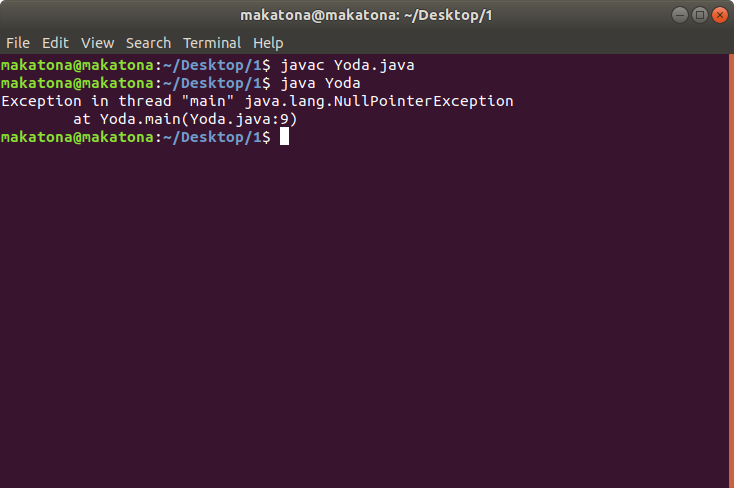 makatona@makatona: ~/Desktop/1
File Edit View Search Terminal Help
makatona@makatona:~/Desktop/1$ javac Yoda.java
makatona@makatona:~/Desktop/1$ java Yoda
Exception in thread "main" java.lang.NullPointerException
        at Yoda.main(Yoda.java:9)
makatona@makatona:~/Desktop/1$